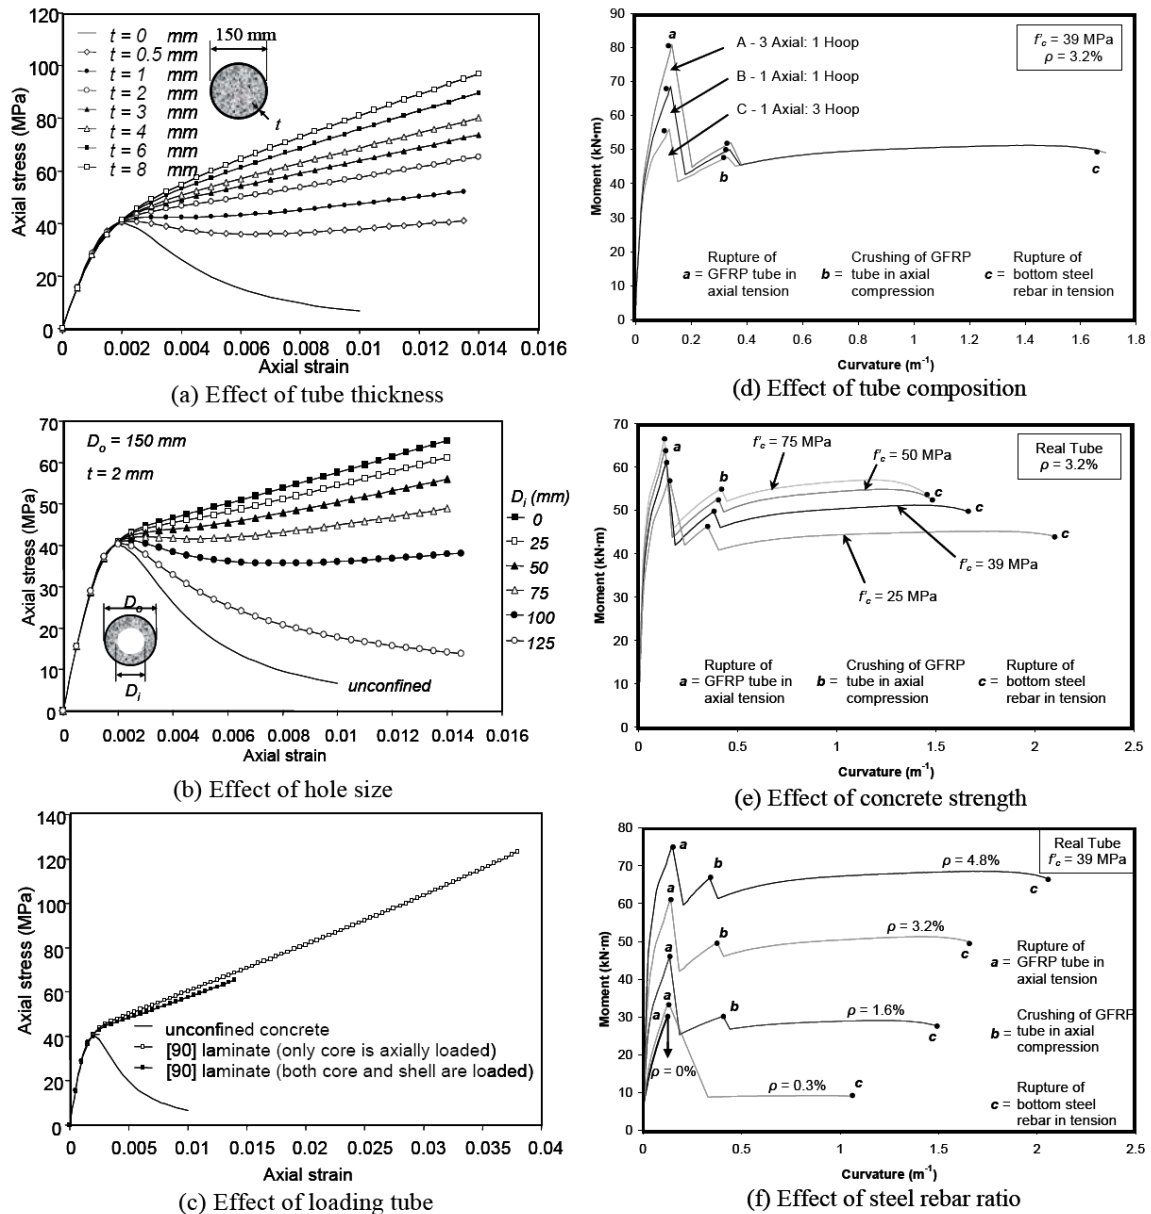 120
100
80
60
40
20
0
Axial stress (MPa)
t = 0 mm
t = 0.5 mm
t = 1 mm
t = 2 mm
t = 3 mm
t = 4 mm
t = 6 mm
t = 8 mm
150 mm
t
0 0.002 0.004 0.006 0.008 0.01 0.012 0.014 0.016
Axial strain
(a) Effect of tube thickness
90
80
70
60
50
40
30
20
10
0
Moment (kN·m)
a
A - 3 Axial: 1 Hoop
B - 1 Axial: 1 Hoop
C - 1 Axial: 3 Hoop
f'c = 39 MPa
ρ = 3.2%
b
c
Rupture of
a = GFRP tube in
axial tension
Crushing of GFRP
b = tube in axial
compression
Rupture of
c = bottom steel
rebar in tension
0 0.2 0.4 0.6 0.8 1 1.2 1.4 1.6 1.8
Curvature (m-1)
(d) Effect of tube composition
70
60
50
40
30
20
10
0
Axial stress (MPa)
Do = 150 mm
t = 2 mm
Di (mm)
0
25
50
75
100
125
Do
Di
unconfined
0 0.002 0.004 0.006 0.008 0.01 0.012 0.014 0.016
Axial strain
(b) Effect of hole size
70
60
50
40
30
20
10
0
Moment (kN·m)
a
b
f'c = 75 MPa
f'c = 50 MPa
Real Tube
ρ = 3.2%
c
c
f'c = 39 MPa
f'c = 25 MPa
Rupture of
a = GFRP tube in
axial tension
Crushing of GFRP
b = tube in axial
compression
Rupture of
c = bottom steel
rebar in tension
0 0.5 1 1.5 2 2.5
Curvature (m-1)
(e) Effect of concrete strength
140
120
100
80
60
40
20
0
Axial stress (MPa)
unconfined concrete
[90] laminate (only core is axially loaded)
[90] laminate (both core and shell are loaded)
0 0.005 0.01 0.015 0.02 0.025 0.03 0.035 0.04
Axial strain
(c) Effect of loading tube
80
70
60
50
40
30
20
10
0
Moment (kN·m)
Real Tube
f'c = 39 MPa
a
b
ρ = 4.8%
c
a
b
ρ = 3.2%
c
a
b
ρ = 1.6%
c
a
a
ρ = 0%
ρ = 0.3%
c
Rupture of
a = GFRP tube in
axial tension
Crushing of GFRP
b = tube in axial
compression
Rupture of
c = bottom steel
rebar in tension
0 0.5 1 1.5 2 2.5
Curvature (m-1)
(f) Effect of steel rebar ratio